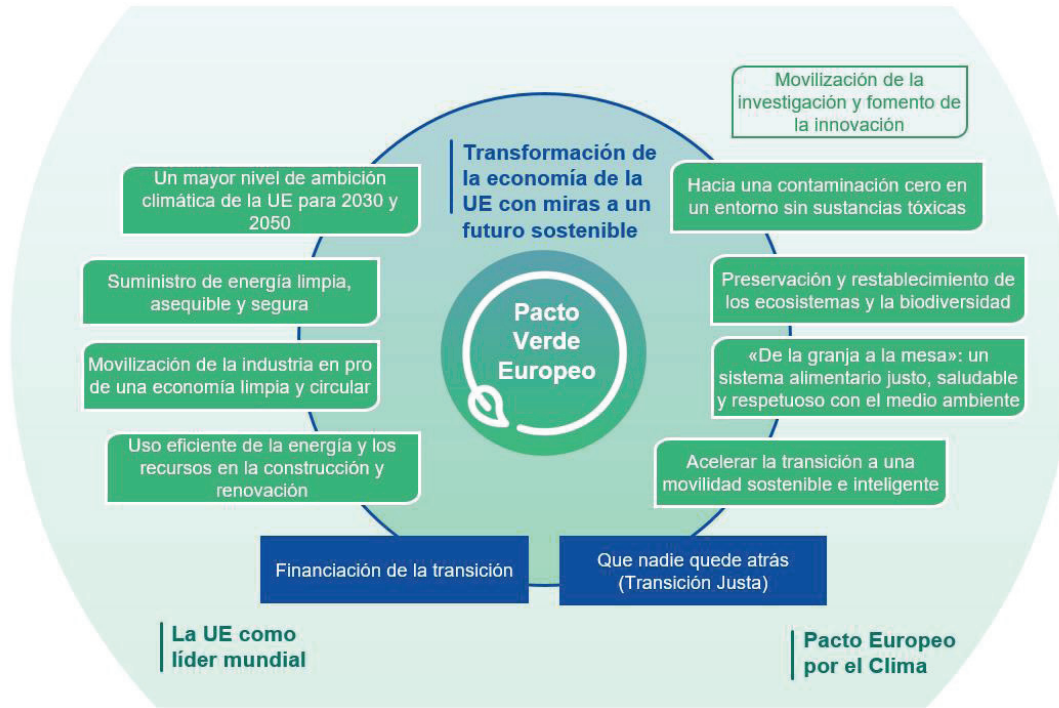 Movilización de la
investigación y fomento de
la innovación
Transformación de
la economía de la
UE con miras a un
futuro sostenible
Un mayor nivel de ambición
climática de la UE para 2030 y
2050
Hacia una contaminación cero en
un entorno sin sustancias tóxicas
Suministro de energía limpia,
asequible y segura
Preservación y restablecimiento de
los ecosistemas y la biodiversidad
Pacto
Verde
Europeo
Movilización de la industria en pro
de una economía limpia y circular
«De la granja a la mesa»: un
sistema alimentario justo, saludable
y respetuoso con el medio ambiente
Uso eficiente de la energía y los
recursos en la construcción y
renovación
Acelerar la transición a una
movilidad sostenible e inteligente
Financiación de la transición
Que nadie quede atrás
(Transición Justa)
La UE como
líder mundial
Pacto Europeo
por el Clima